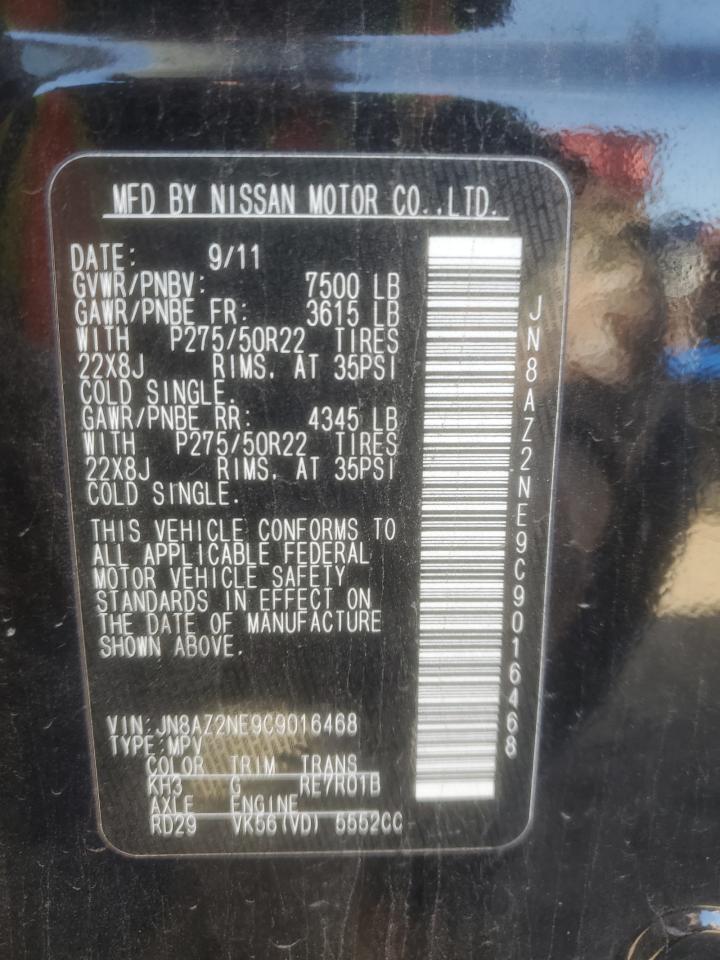 MFD BY NISSAN MOTOR CO.,LTD.
DATE: 9/11
GVWR/PNBV: 7500 LB
GAWR/PNBE FR: 3615 LB
WITH P275/50R22 TIRES
22X8J RIMS, AT 35PSI
COLD SINGLE.
GAWR/PNBE RR: 4345 LB
WITH P275/50R22 TIRES
22X8J RIMS, AT 35PSI
COLD SINGLE.
THIS VEHICLE CONFORMS TO
ALL APPLICABLE FEDERAL
MOTOR VEHICLE SAFETY
STANDARDS IN EFFECT ON
THE DATE OF MANUFACTURE
SHOWN ABOVE.
VIN:JN8AZ2NE9C9016468
TYPE:MPV
COLOR TRIM TRANS
KH3 G RE7R01B
AXLE ENGINE
RD29 VK56(VD) 5552CC
JN8AZ2NE9C9016468